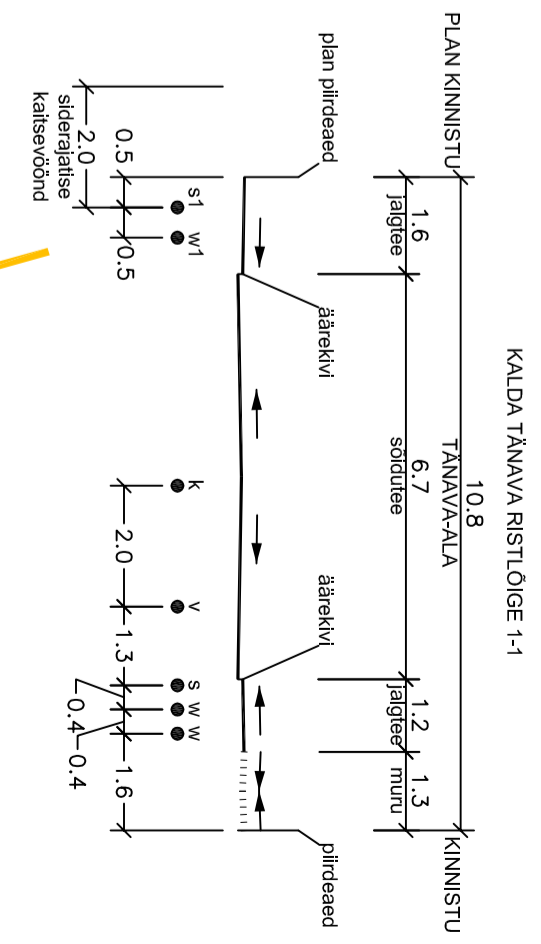 KALDA TÄNAVA RISTLÕIGE 1-1
10.8
TÄNAVA-ALA
PLAN KINNISTU
KINNISTU
1.6
jalgtee
6.7
sõidutee
1.2
jalgtee
1.3
muru
plan piirdeaed
äärekivi
äärekivi
piirdeaed
s1
w1
k
v
s
w
w
0.5
0.5
2.0
siderajatise
kaitsevöönd
2.0
1.3
0.4
0.4
1.6